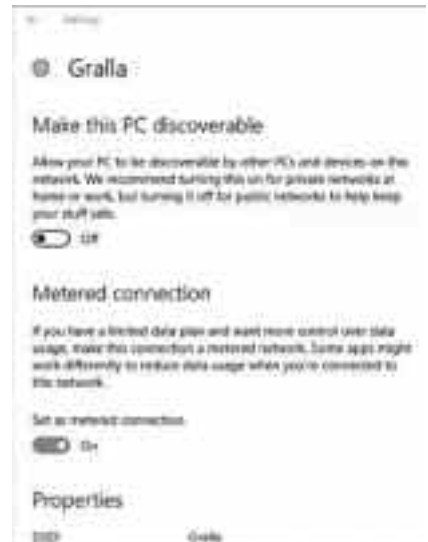 Settings
Gralla
Make this PC discoverable
Allow your PC to be discoverable by other PCs and devices on this
network. We recommend turning this on for private networks at
home or work, but turning it off for public networks to help keep
your stuff safe.
Off
Metered connection
If you have a limited data plan and want more control over data
usage, make this connection a metered network. Some apps might
work differently to reduce data usage when you're connected to
this network.
Set as metered connection
On
Properties
SSID Gralla